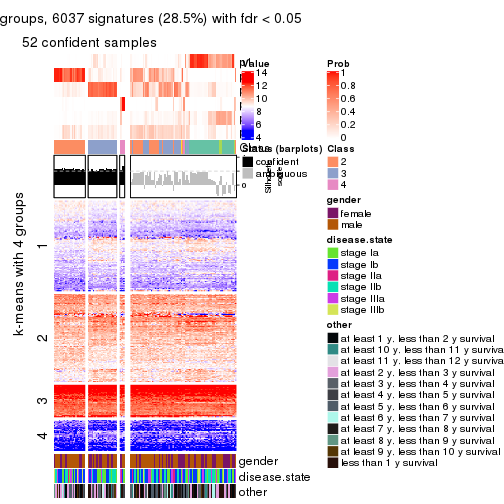 groups, 6037 signatures (28.5%) with fdr < 0.05
52 confident samples
Value
14
12
10
8
6
4
Prob
1
0.8
0.6
0.4
0.2
0
Status (barplots)
confident
ambiguous
0
Class
2
3
4
gender
female
male
disease.state
stage Ia
stage Ib
stage IIa
stage IIb
stage IIIa
stage IIIb
other
at least 1 y. less than 2 y survival
at least 10 y. less than 11 y surviva
at least 11 y. less than 12 y surviva
at least 2 y. less than 3 y survival
at least 3 y. less than 4 y survival
at least 4 y. less than 5 y survival
at least 5 y. less than 6 y survival
at least 6 y. less than 7 y survival
at least 7 y. less than 8 y survival
at least 8 y. less than 9 y survival
at least 9 y. less than 10 y survival
less than 1 y survival
k-means with 4 groups
1
2
3
4
gender
disease.state
other